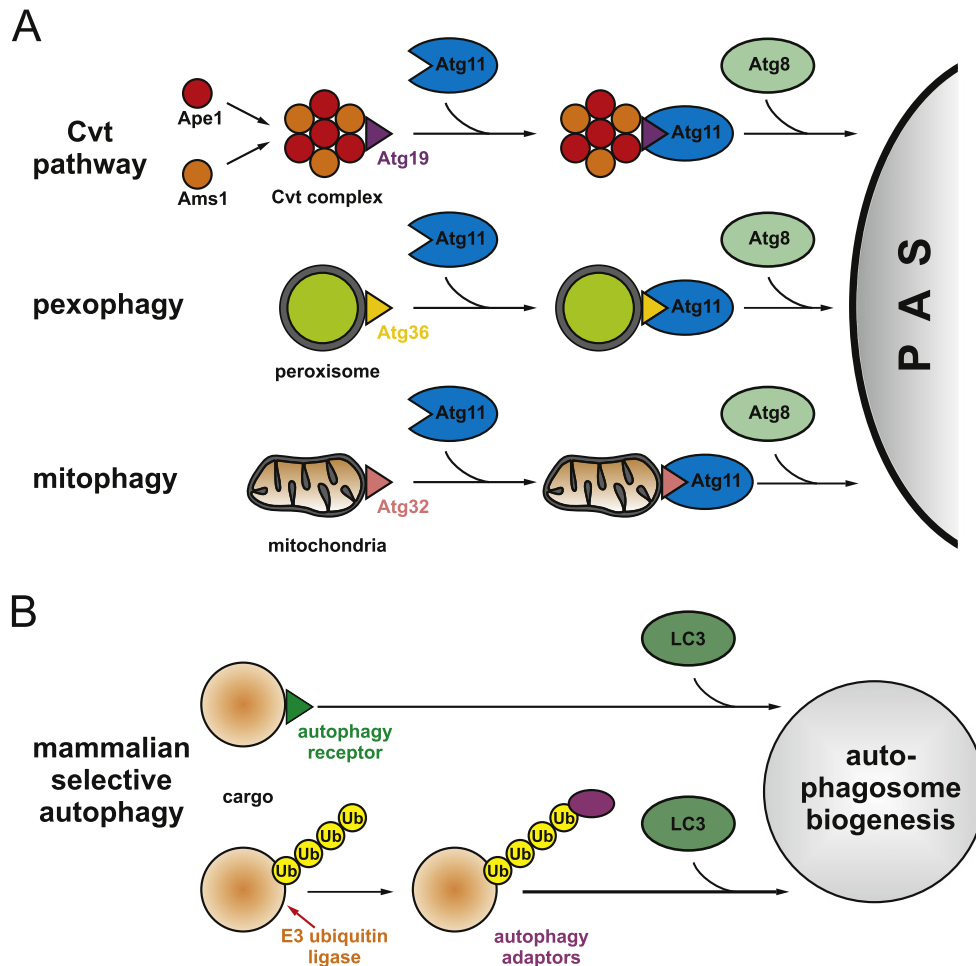 A
Cvt
pathway
Ape1
Ams1
Cvt complex
Atg19
Atg11
Atg11
Atg8
pexophagy
peroxisome
Atg36
Atg11
Atg11
Atg8
mitophagy
mitochondria
Atg32
Atg11
Atg11
Atg8
PAS
B
mammalian
selective
autophagy
autophagy
receptor
LC3
cargo
Ub
Ub
Ub
Ub
E3 ubiquitin
ligase
Ub
Ub
Ub
Ub
autophagy
adaptors
LC3
auto-
phagosome
biogenesis